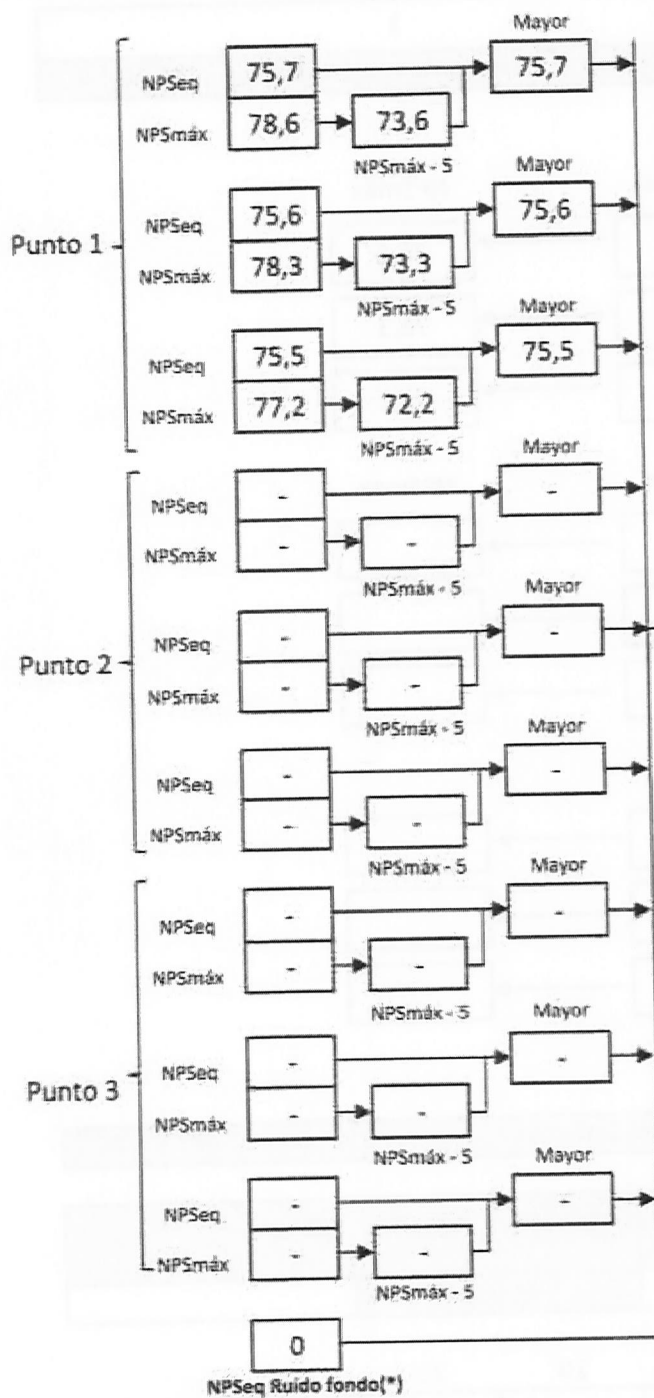 Mayor
NPSeq 75,7 75,7
NPSmáx 78,6 73,6
NPSmáx - 5
Mayor
NPSeq 75,6 75,6
Punto 1
NPSmáx 78,3 73,3
NPSmáx - 5
Mayor
NPSeq 75,5 75,5
NPSmáx 77,2 72,2
NPSmáx - 5
Mayor
NPSeq - -
NPSmáx - -
NPSmáx - 5
Mayor
NPSeq - -
Punto 2
NPSmáx - -
NPSmáx - 5
Mayor
NPSeq - -
NPSmáx - -
NPSmáx - 5
Mayor
NPSeq - -
NPSmáx - -
NPSmáx - 5
Mayor
NPSeq - -
Punto 3
NPSmáx - -
NPSmáx - 5
Mayor
NPSeq - -
NPSmáx - -
NPSmáx - 5
0
NPSeq Ruido fondo(*)